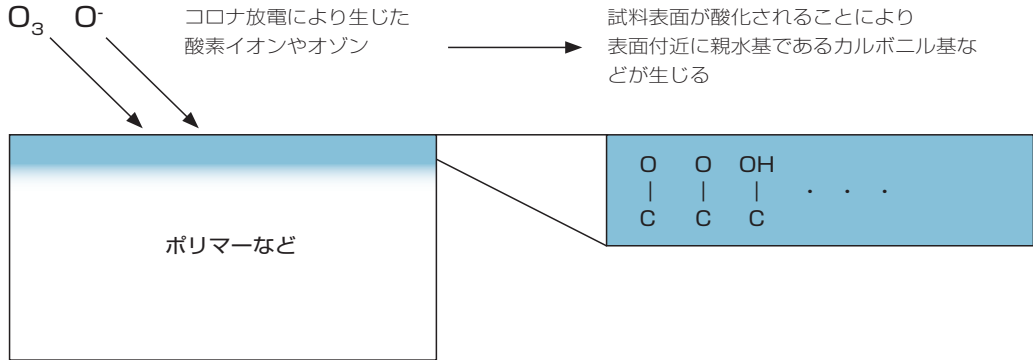 O3 O-
コロナ放電により生じた
酸素イオンやオゾン
試料表面が酸化されることにより
表面付近に親水基であるカルボニル基な
どが生じる
O O OH
| | | ・ ・ ・
C C C
ポリマーなど